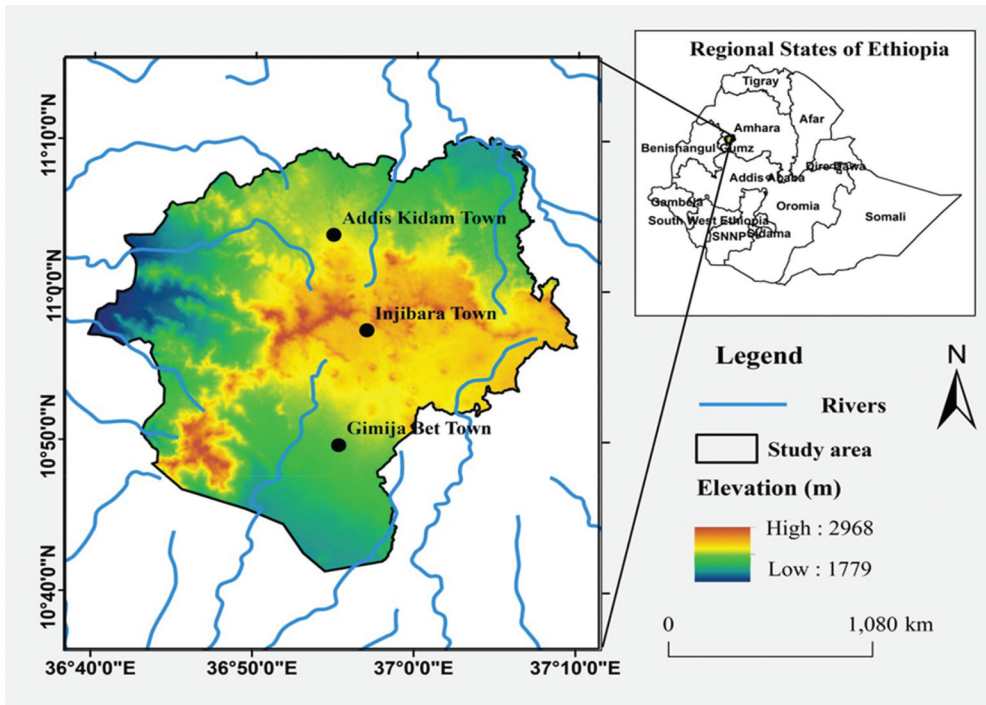 Regional States of Ethiopia
Tigray
Afar
Amhara
Benishangul Gumz
Dire Dawa
Addis Ababa
Gambela
Oromia
South West Ethiopia
Somali
SNNP
Sidama
11°10'0"N
11°0'0"N
10°50'0"N
10°40'0"N
Addis Kidam Town
Injibara Town
Gimija Bet Town
36°40'0"E
36°50'0"E
37°0'0"E
37°10'0"E
Legend
N
Rivers
Study area
Elevation (m)
High : 2968
Low : 1779
0
1,080 km